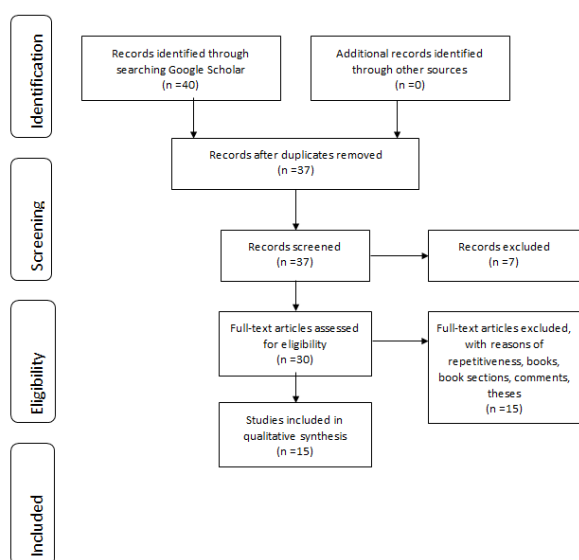 Identification
Records identified through
searching Google Scholar
(n =40)
Additional records identified
through other sources
(n =0)
Records after duplicates removed
(n =37)
Screening
Records screened
(n =37)
Records excluded
(n =7)
Eligibility
Full-text articles assessed
for eligibility
(n =30)
Full-text articles excluded,
with reasons of
repetitiveness, books,
book sections, comments,
theses
(n =15)
Studies included in
qualitative synthesis
(n =15)
Included